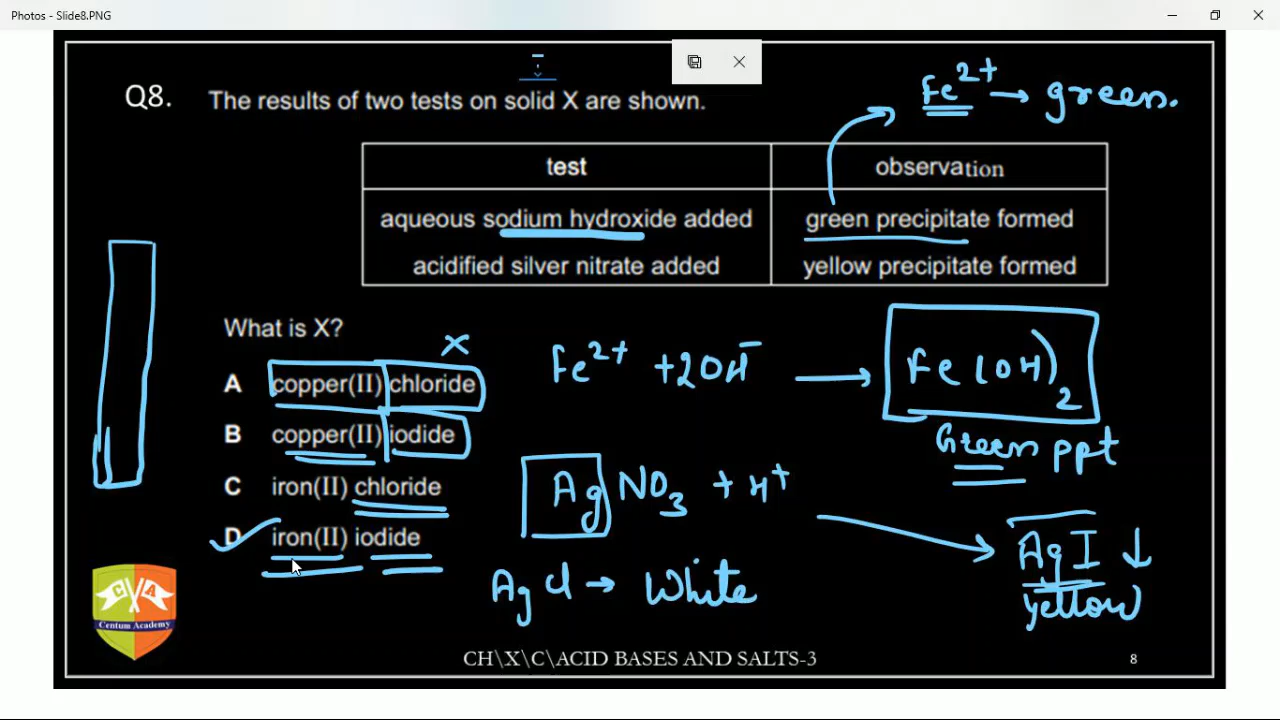 Photos - Slide8.PNG
Q8. The results of two tests on solid X are shown.
Fe²⁺ → green.
test observation
aqueous sodium hydroxide added green precipitate formed
acidified silver nitrate added yellow precipitate formed
What is X?
x
A copper(II) chloride
B copper(II) iodide
C iron(II) chloride
D iron(II) iodide
Fe²⁺ + 2OH⁻ → Fe(OH)₂
Green ppt
AgNO₃ + H⁺ → AgI ↓
yellow
AgCl → White
CA
Centum Academy
CH\X\C\ACID BASES AND SALTS-3
8